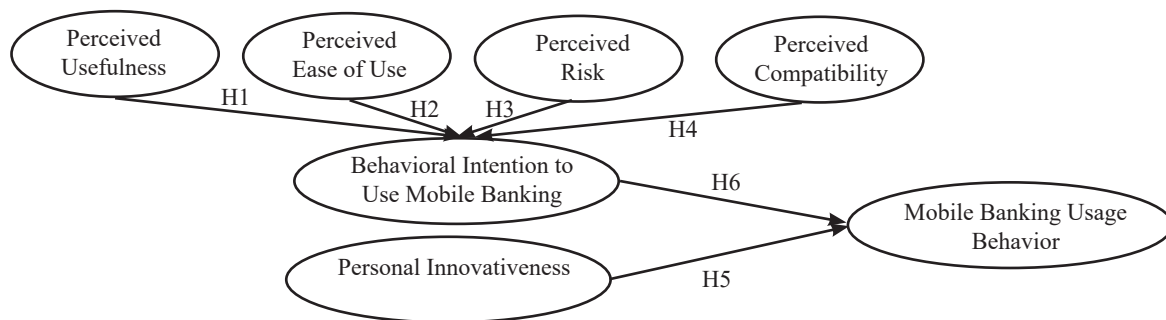 Perceived
Usefulness
Perceived
Ease of Use
Perceived
Risk
Perceived
Compatibility
H1
H2
H3
H4
Behavioral Intention to
Use Mobile Banking
H6
Mobile Banking Usage
Behavior
Personal Innovativeness
H5